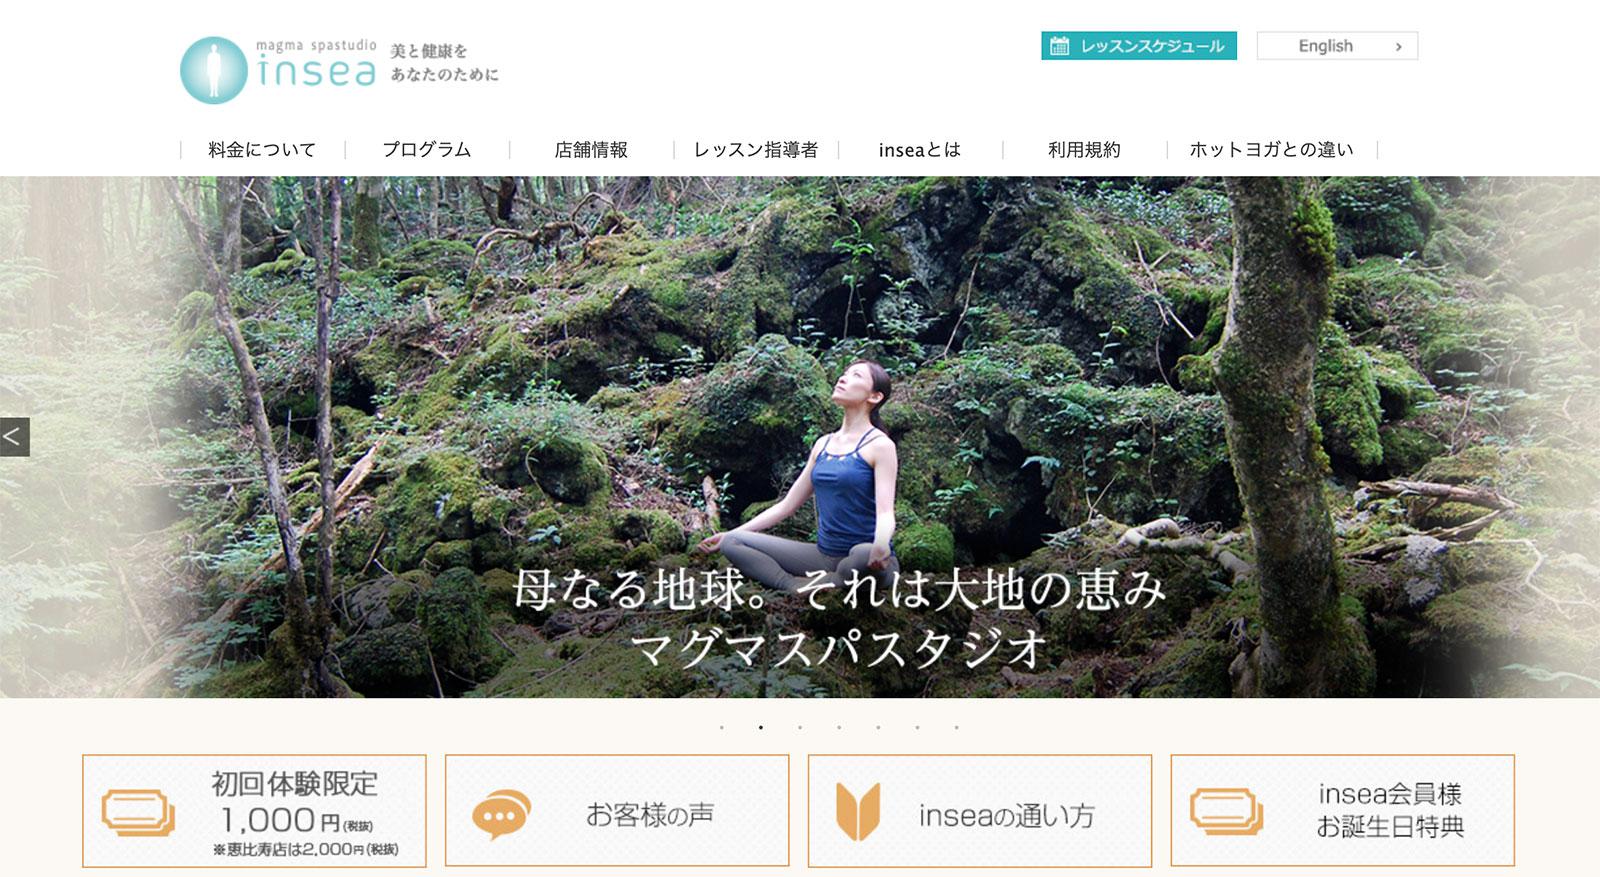 magma spastudio
insea
美と健康を
あなたのために
レッスンスケジュール
English >
料金について
プログラム
店舗情報
レッスン指導者
inseaとは
利用規約
ホットヨガとの違い
<
母なる地球。それは大地の恵み
マグマスパスタジオ
初回体験限定
1,000円(税抜)
※恵比寿店は2,000円(税抜)
お客様の声
inseaの通い方
insea会員様
お誕生日特典